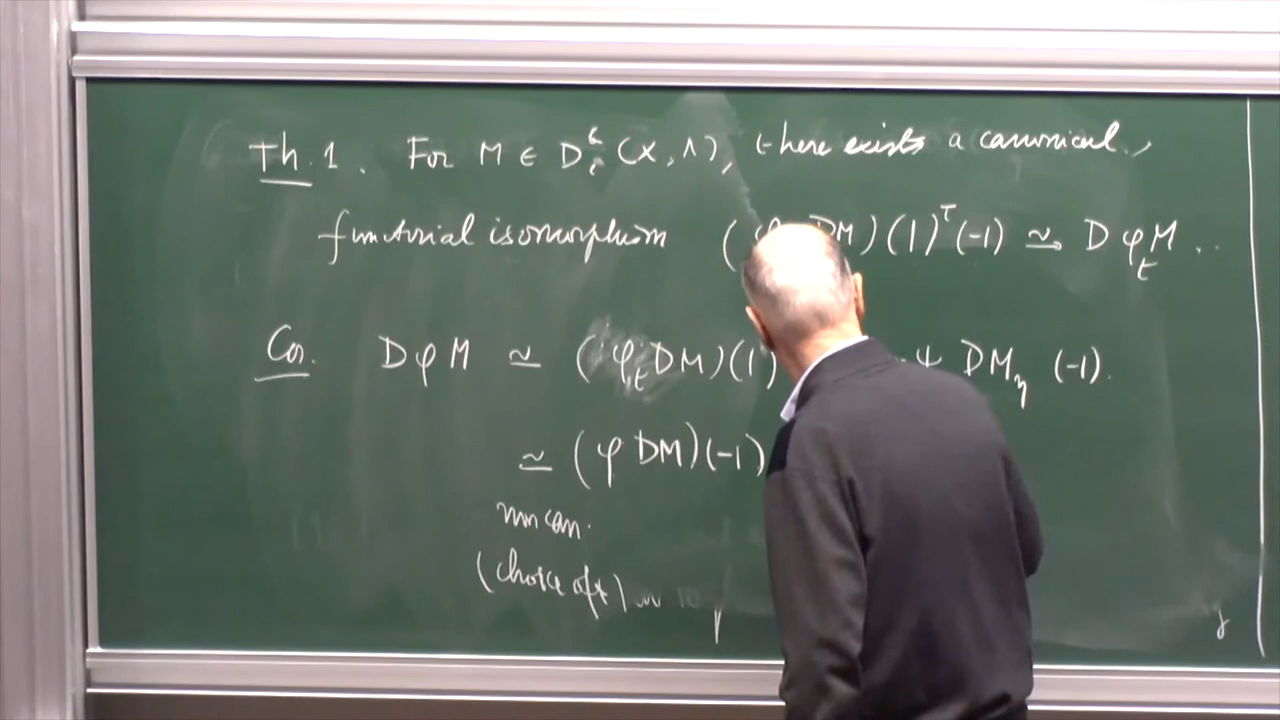 Th. 1. For M ∈ D^b_c (X, Λ), there exists a canonical,
functorial isomorphism ( DM)(1)^τ(-1) ≃ D φ_t M ..
Cor. D φ M ≃ (φ_t DM)(1) Ψ DM_η (-1).
≃ (φ DM)(-1)
non can.
(choice of t)